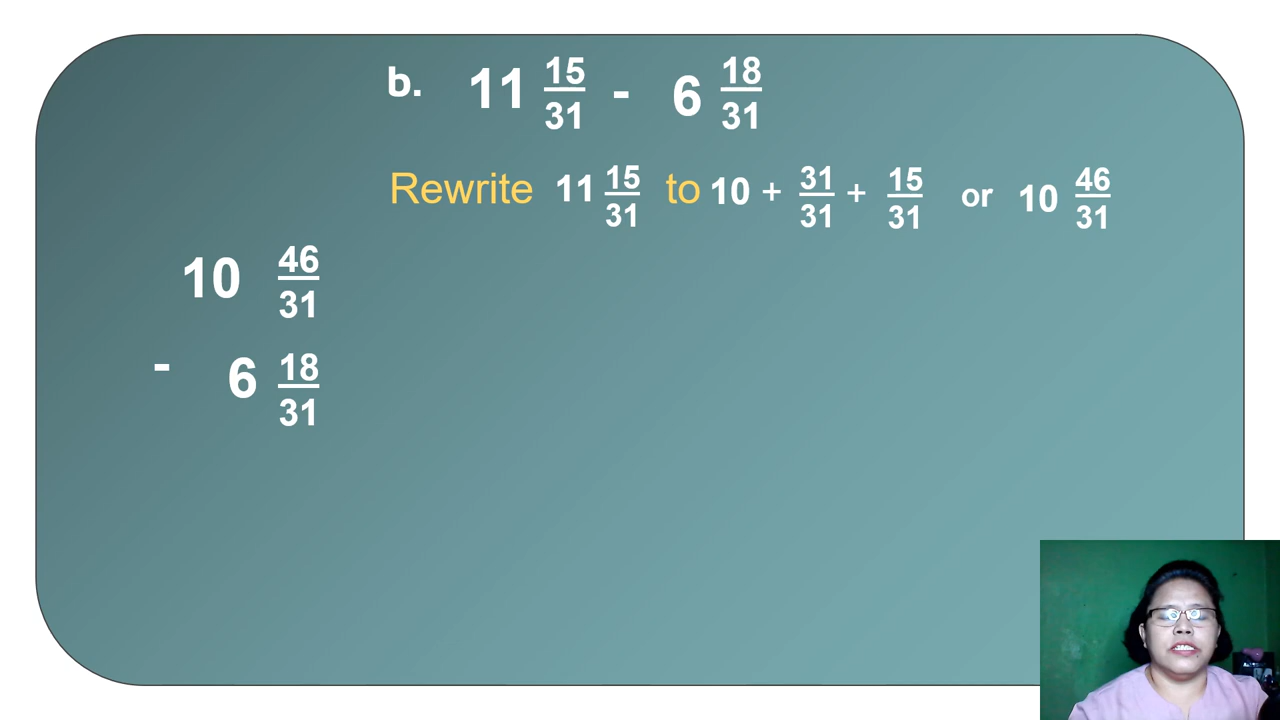 b. 11 15/31 - 6 18/31
Rewrite 11 15/31 to 10 + 31/31 + 15/31 or 10 46/31
10 46/31
- 6 18/31